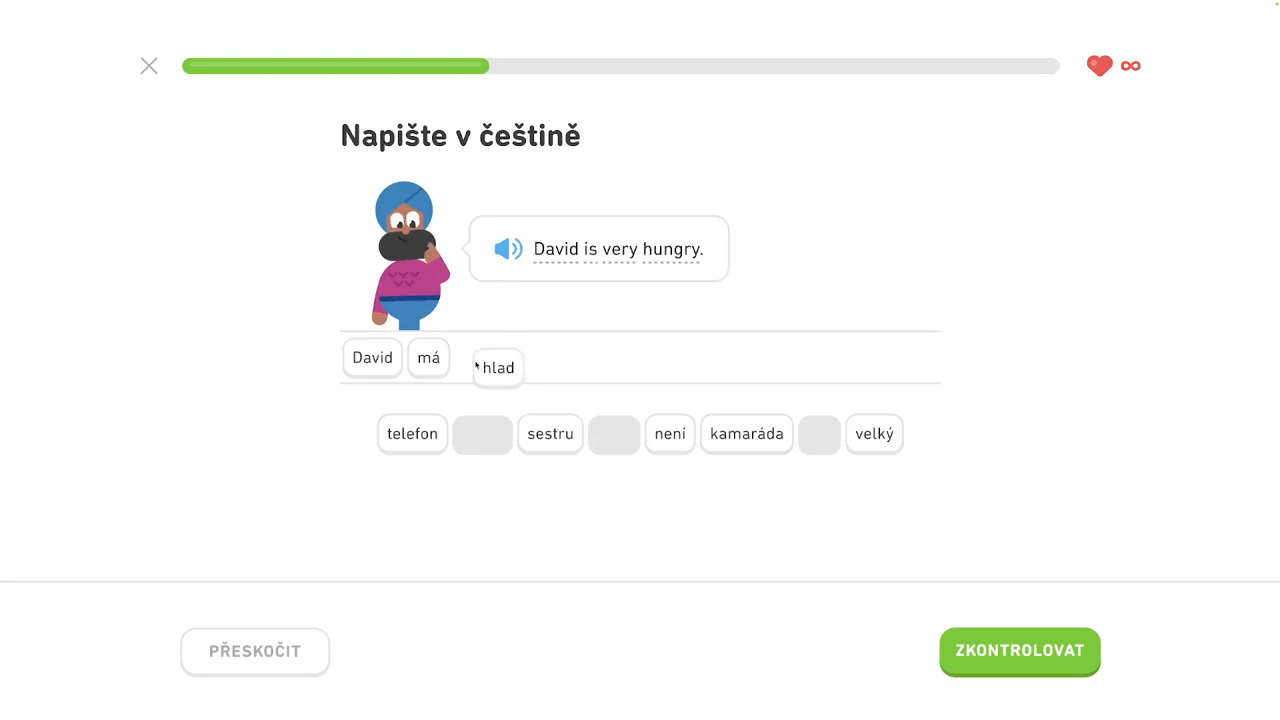 ∞
Napište v češtině
David is very hungry.
David má hlad
telefon sestru není kamaráda velký
PŘESKOČIT ZKONTROLOVAT